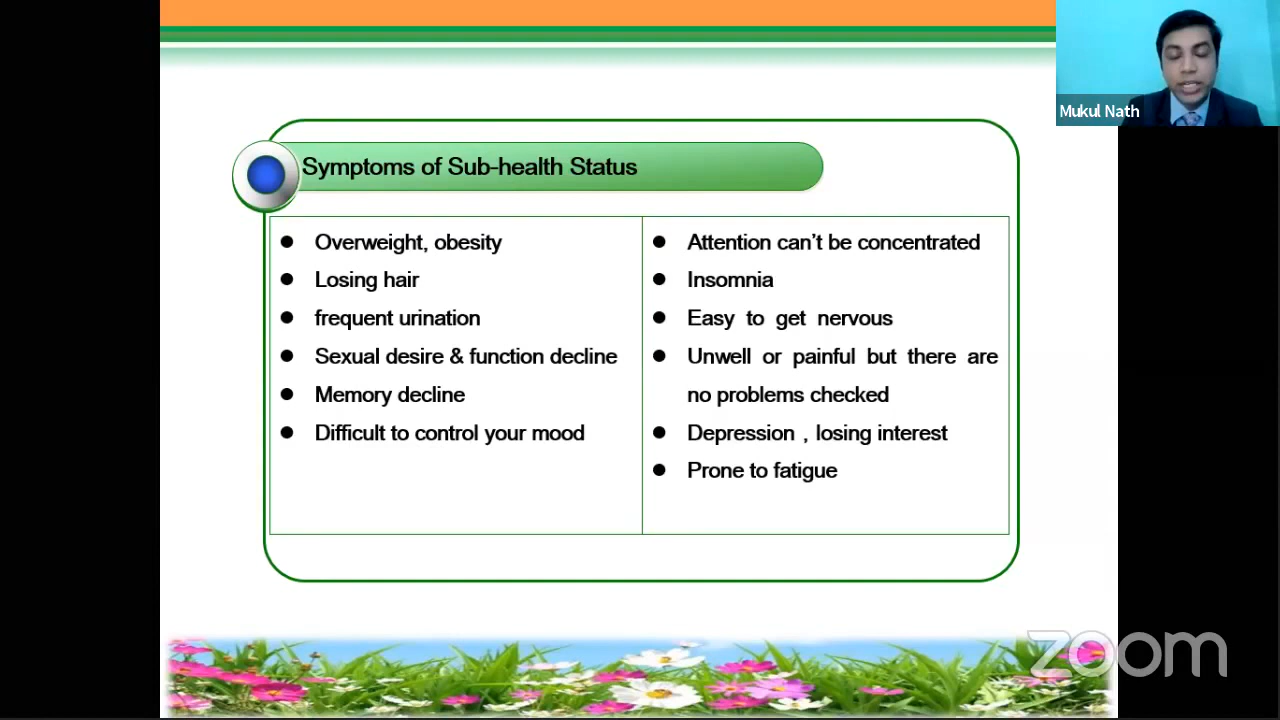 Mukul Nath
Symptoms of Sub-health Status
● Overweight, obesity
● Losing hair
● frequent urination
● Sexual desire & function decline
● Memory decline
● Difficult to control your mood
● Attention can’t be concentrated
● Insomnia
● Easy to get nervous
● Unwell or painful but there are
no problems checked
● Depression , losing interest
● Prone to fatigue
zoom